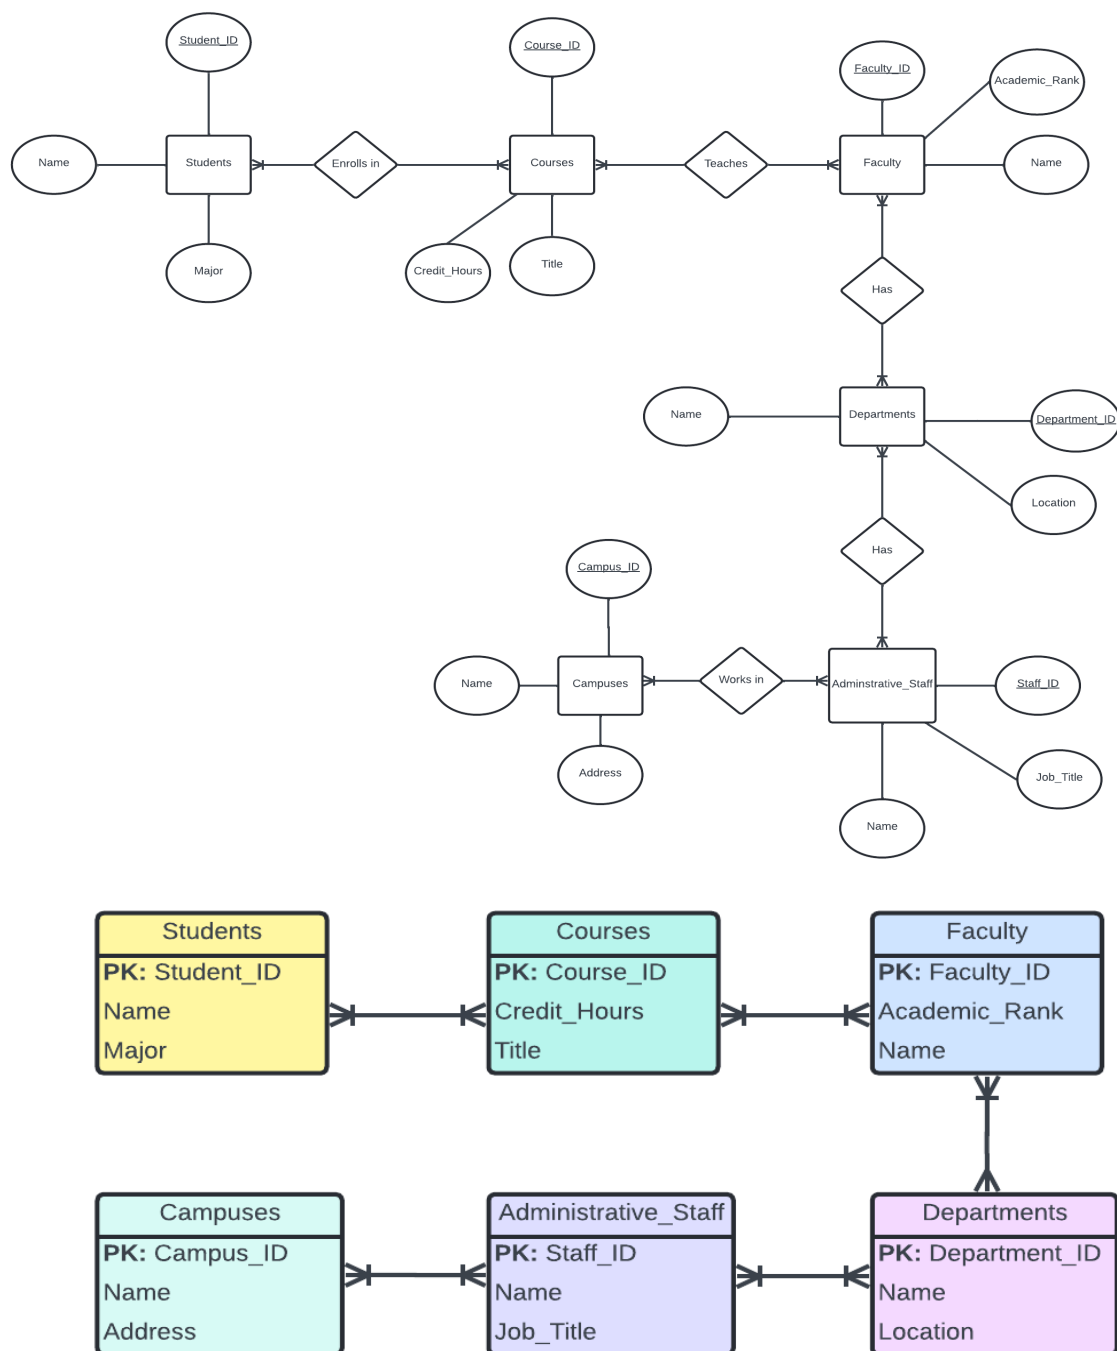 Student_ID
Course_ID
Faculty_ID
Academic_Rank
Name
Students
Enrolls in
Courses
Teaches
Faculty
Name
Major
Credit_Hours
Title
Has
Name
Departments
Department_ID
Location
Has
Campus_ID
Name
Campuses
Works in
Adminstrative_Staff
Staff_ID
Address
Job_Title
Name
Students
PK: Student_ID
Name
Major
Courses
PK: Course_ID
Credit_Hours
Title
Faculty
PK: Faculty_ID
Academic_Rank
Name
Campuses
PK: Campus_ID
Name
Address
Administrative_Staff
PK: Staff_ID
Name
Job_Title
Departments
PK: Department_ID
Name
Location